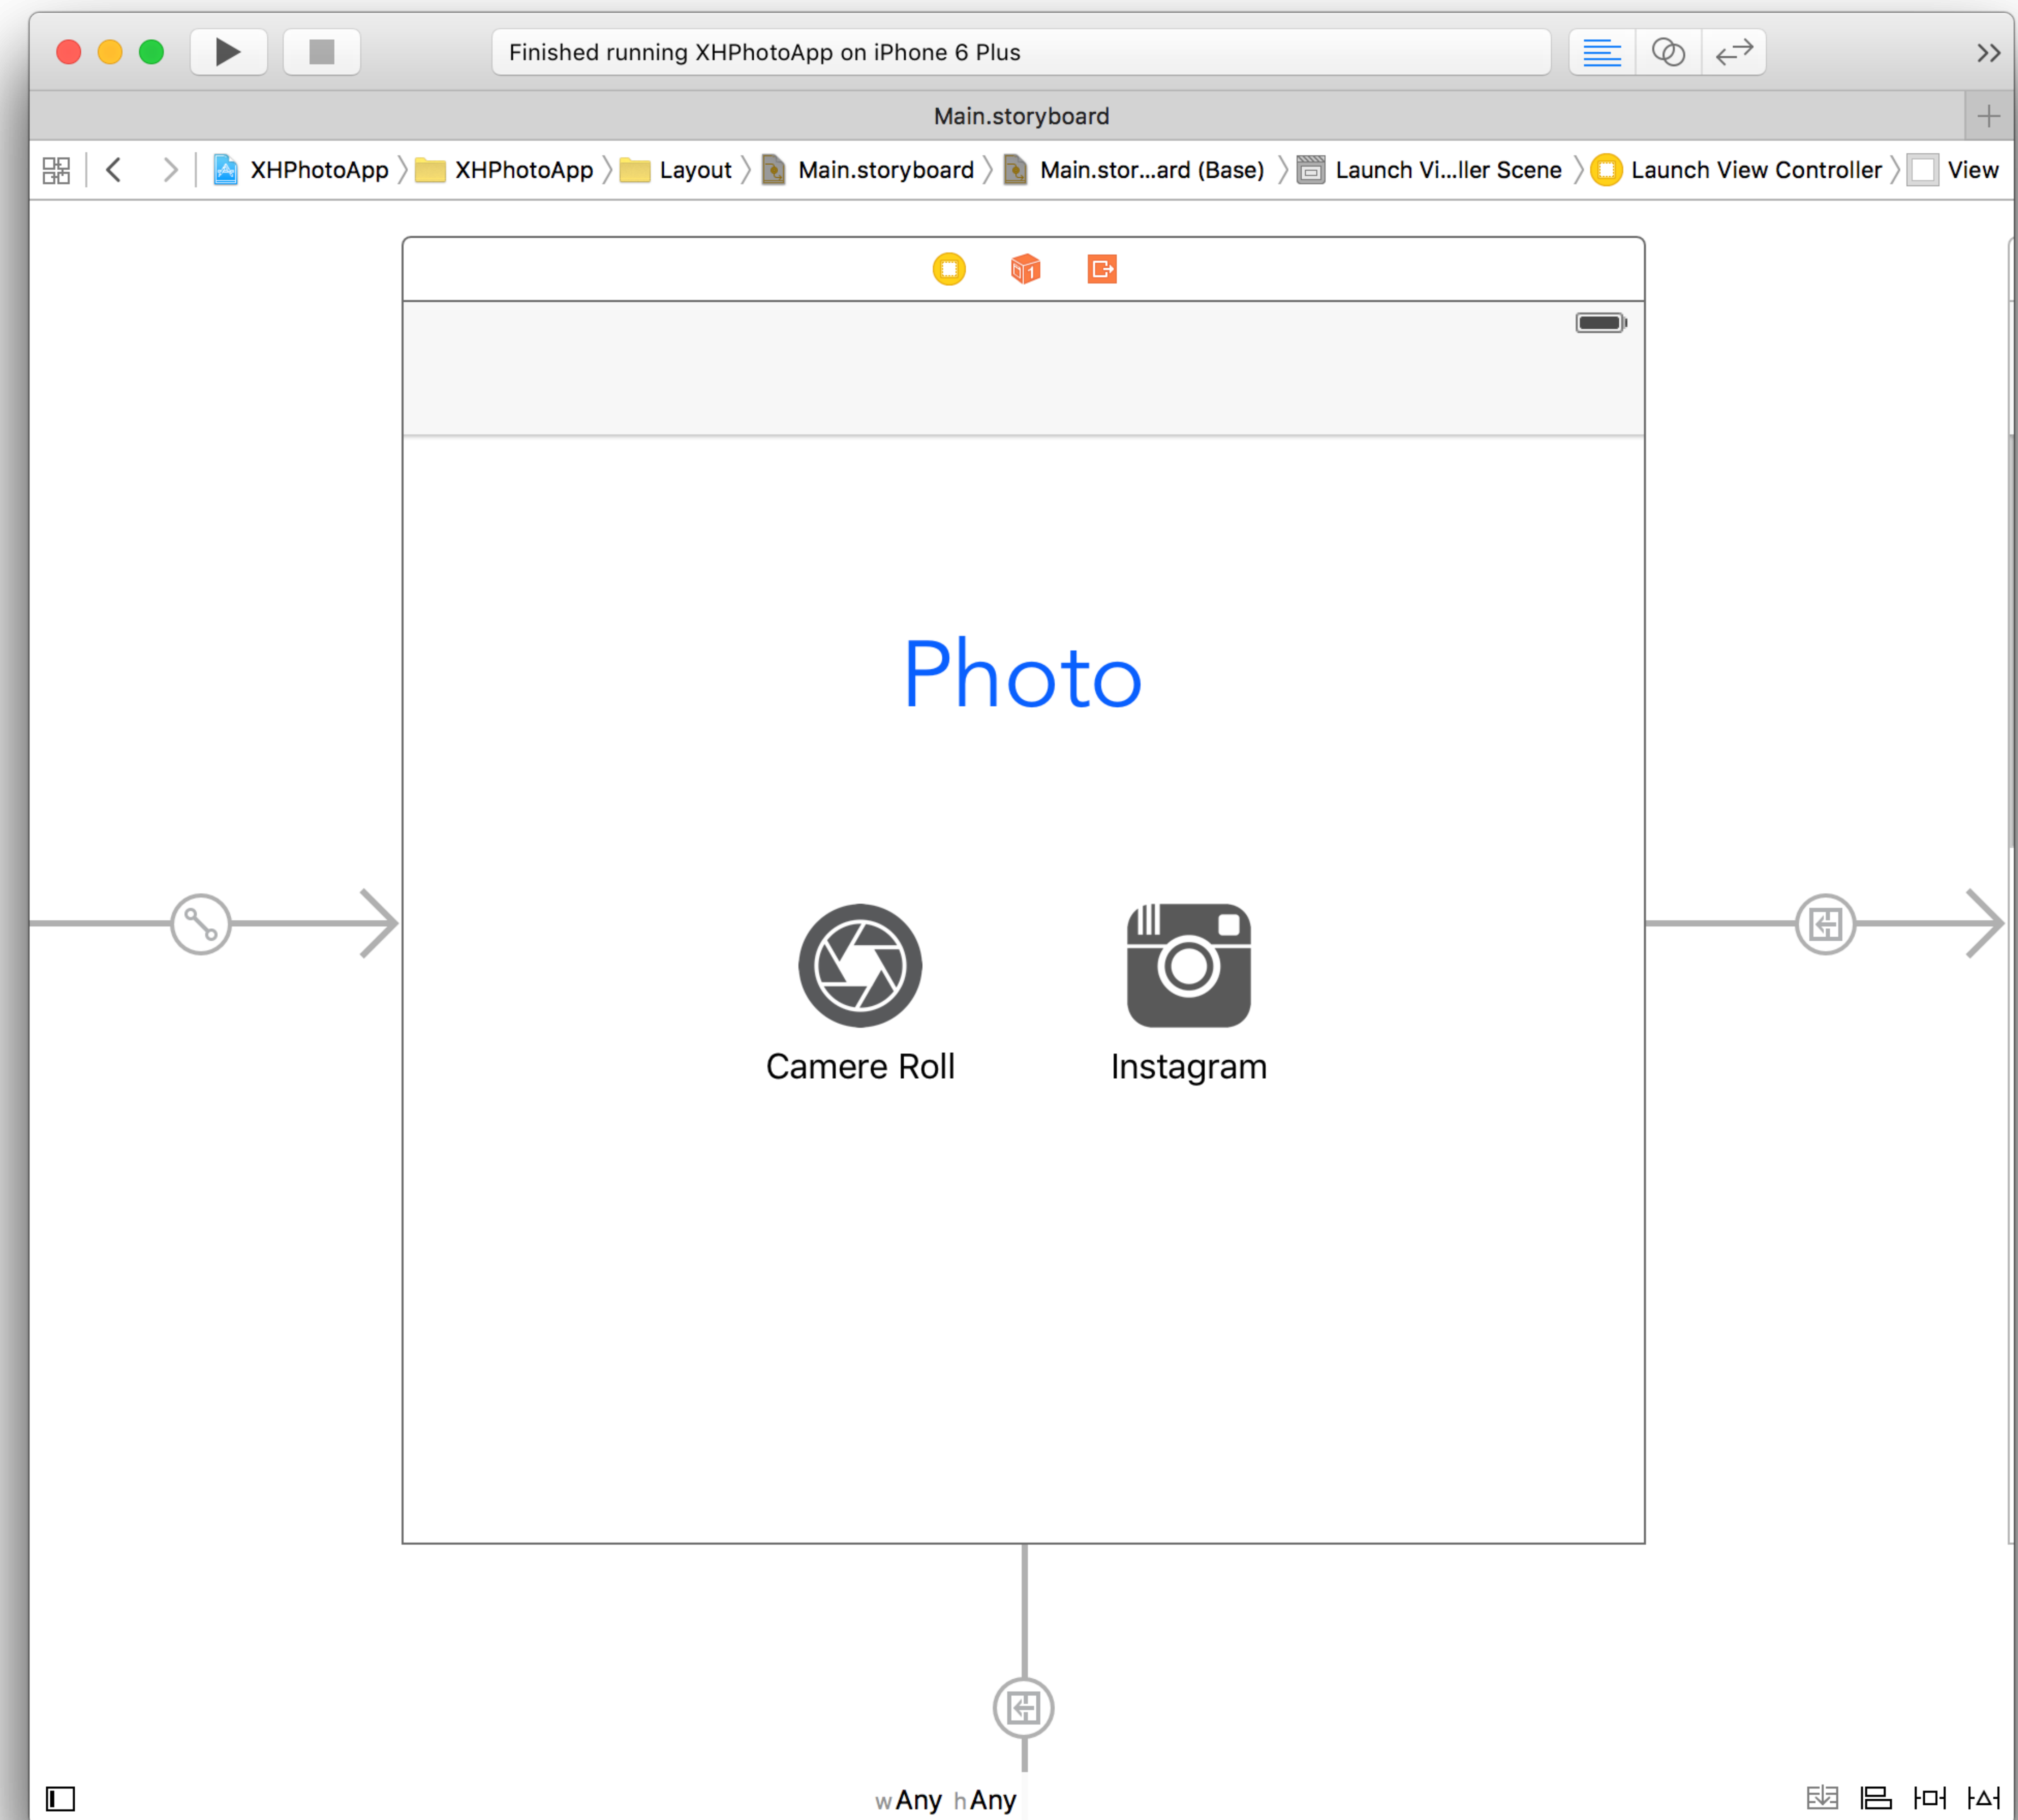 Finished running XHPhotoApp on iPhone 6 Plus
Main.storyboard
XHPhotoApp XHPhotoApp Layout Main.storyboard Main.stor...ard (Base) Launch Vi...ller Scene Launch View Controller View
1
Photo
Camere Roll Instagram
wAny hAny